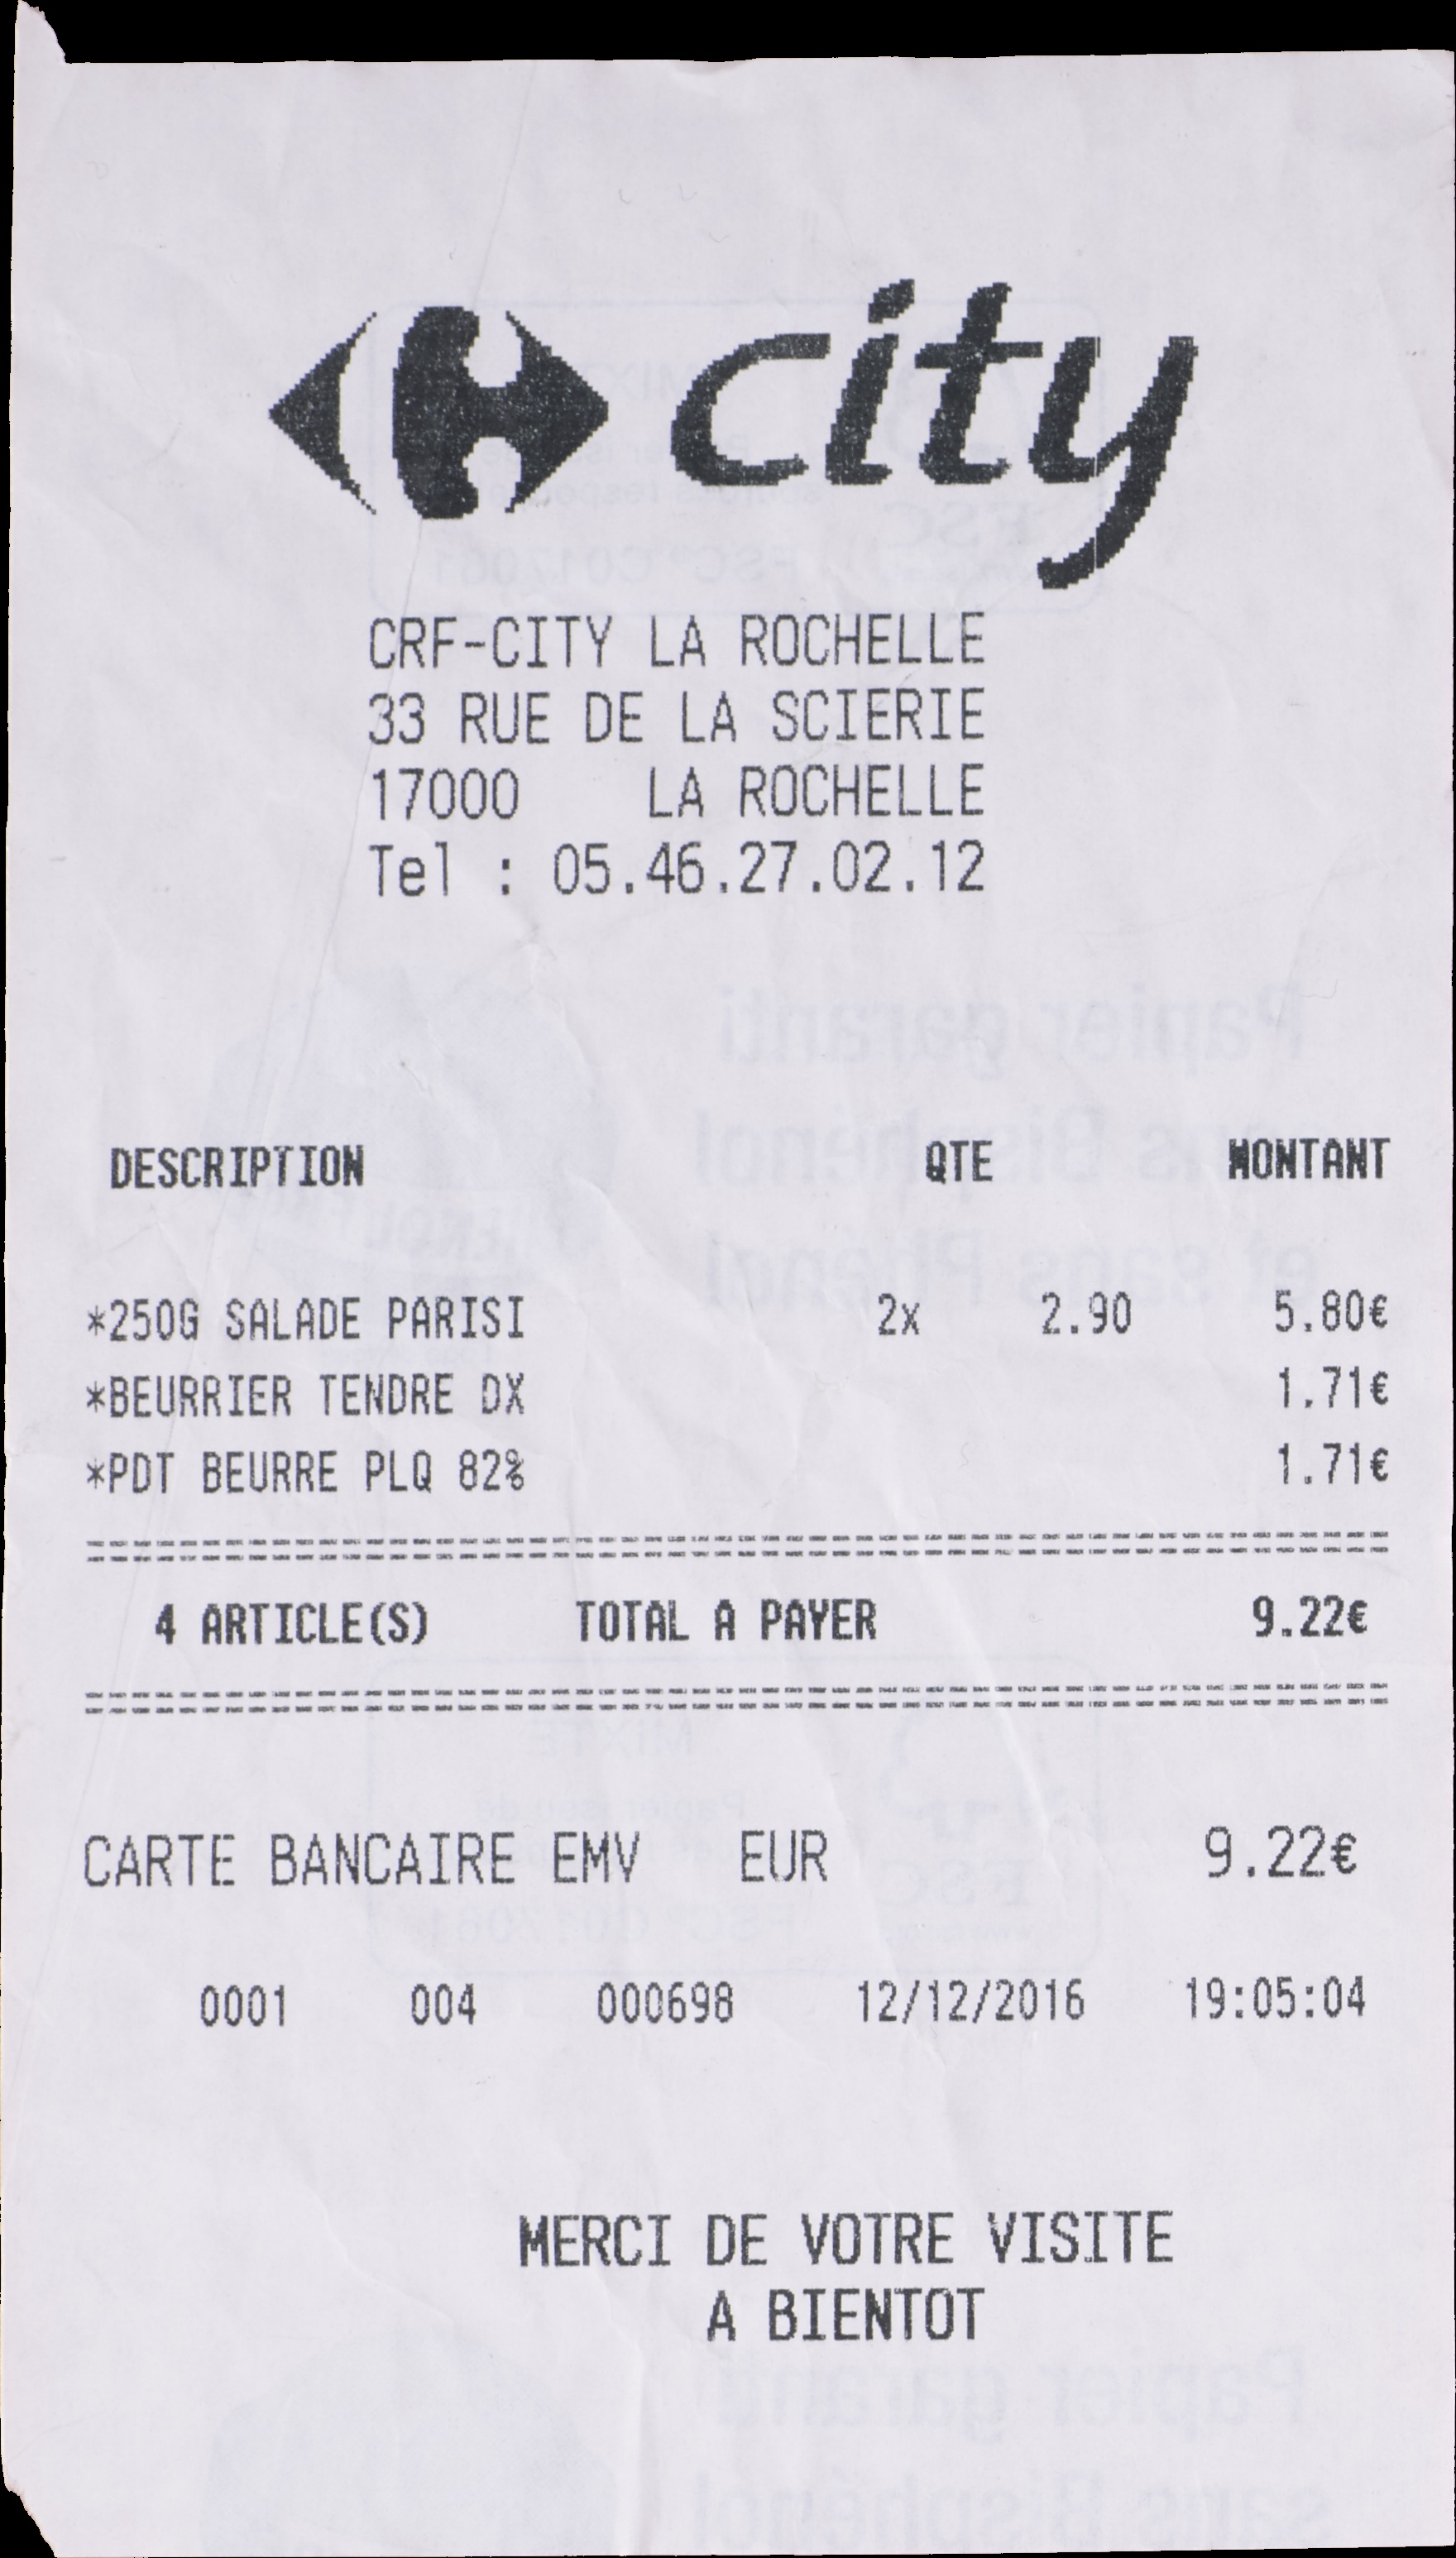 city
CRF-CITY LA ROCHELLE
33 RUE DE LA SCIERIE
17000 LA ROCHELLE
Tel : 05.46.27.02.12
DESCRIPTION QTE MONTANT
*250G SALADE PARISI 2x 2.90 5.80€
*BEURRIER TENDRE DX 1.71€
*PDT BEURRE PLQ 82% 1.71€
4 ARTICLE(S) TOTAL A PAYER 9.22€
CARTE BANCAIRE EMV EUR 9.22€
0001 004 000698 12/12/2016 19:05:04
MERCI DE VOTRE VISITE
A BIENTOT